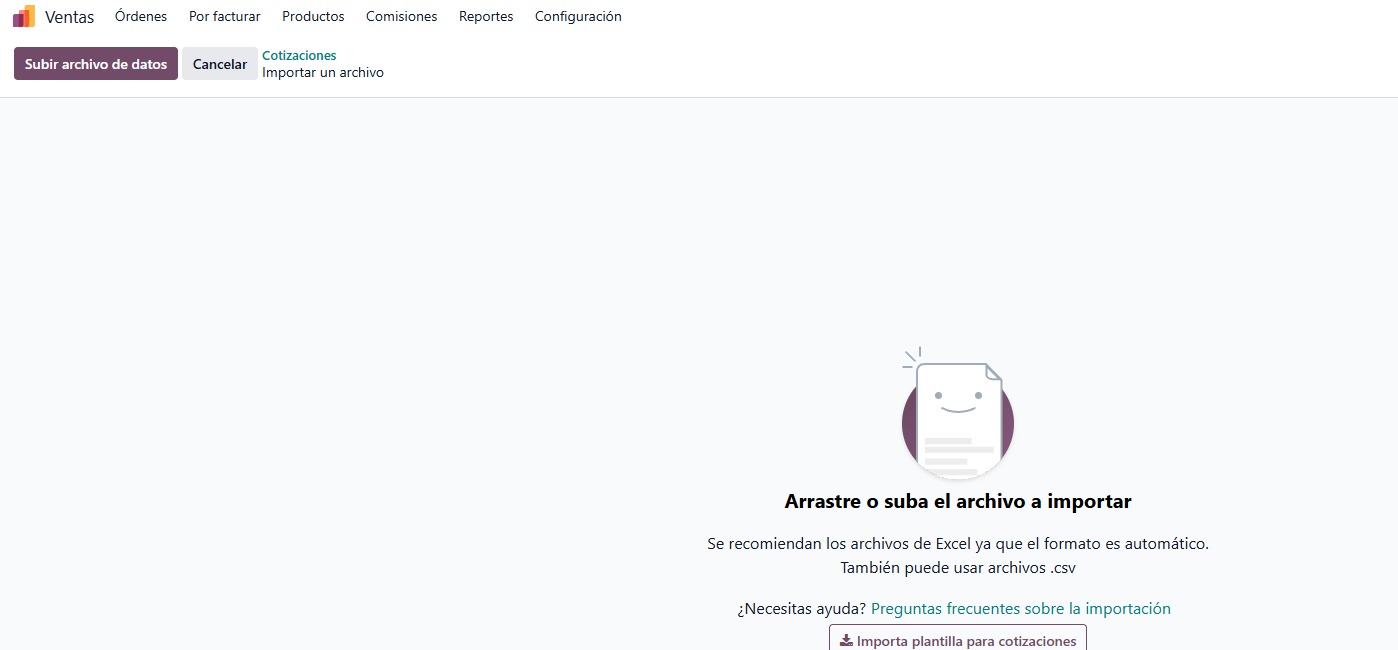 Ventas Órdenes Por facturar Productos Comisiones Reportes Configuración
Subir archivo de datos Cancelar Cotizaciones
Importar un archivo
Arrastre o suba el archivo a importar
Se recomiendan los archivos de Excel ya que el formato es automático.
También puede usar archivos .csv
¿Necesitas ayuda? Preguntas frecuentes sobre la importación
Importa plantilla para cotizaciones